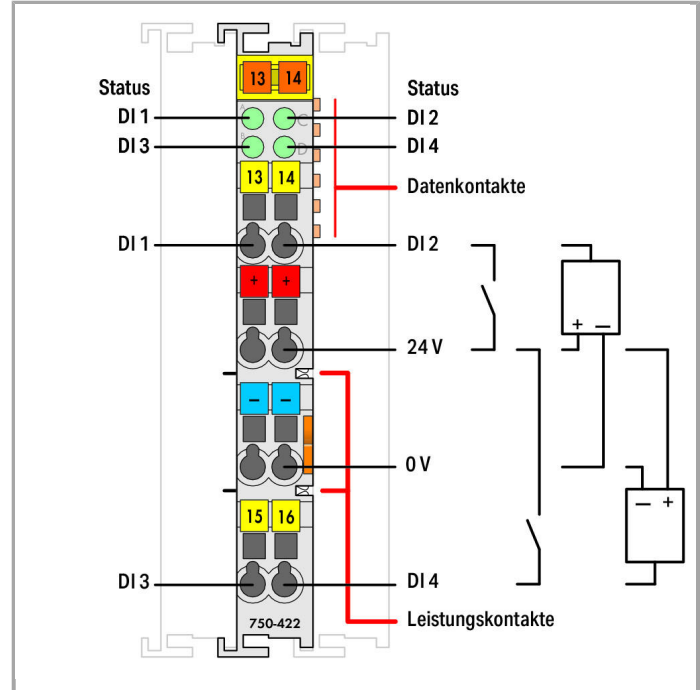 13 14
Status Status
A C
DI 1 DI 2
B D
DI 3 DI 4
13 14
Datenkontakte
DI 1 DI 2
+ +
+ −
24 V
− −
0 V
− +
15 16
DI 3 DI 4
750-422
Leistungskontakte